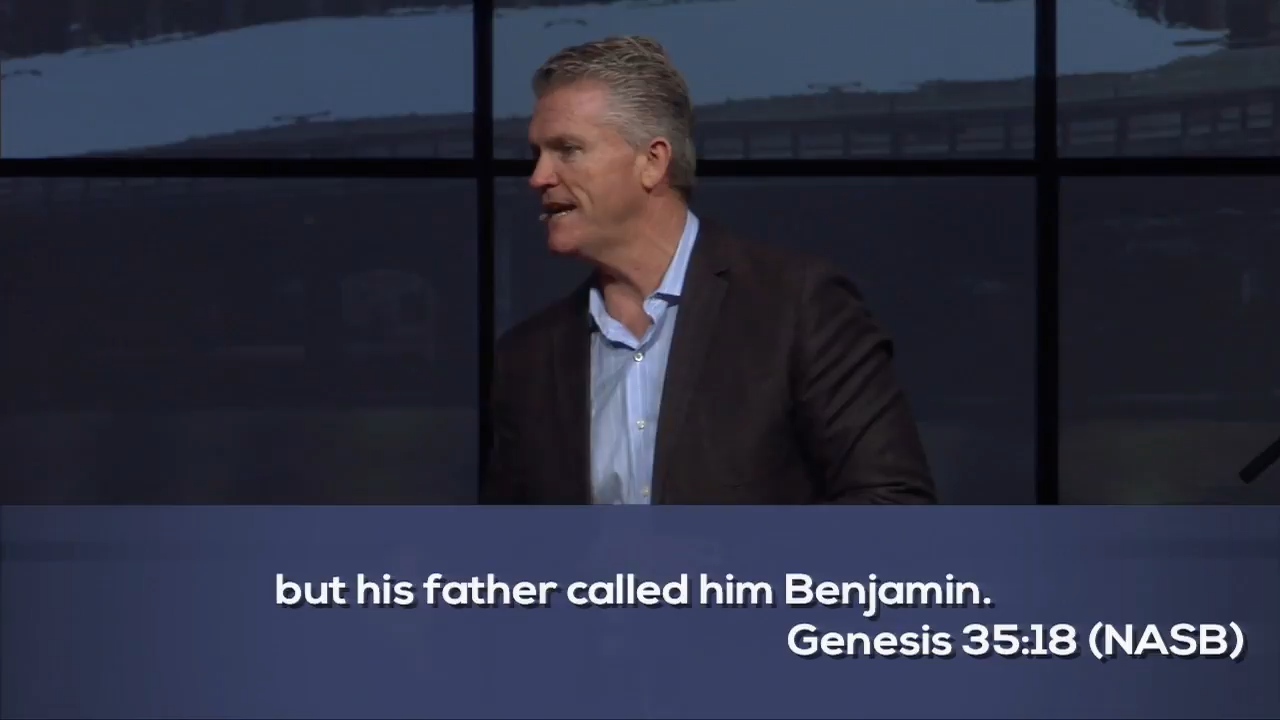 but his father called him Benjamin.
Genesis 35:18 (NASB)